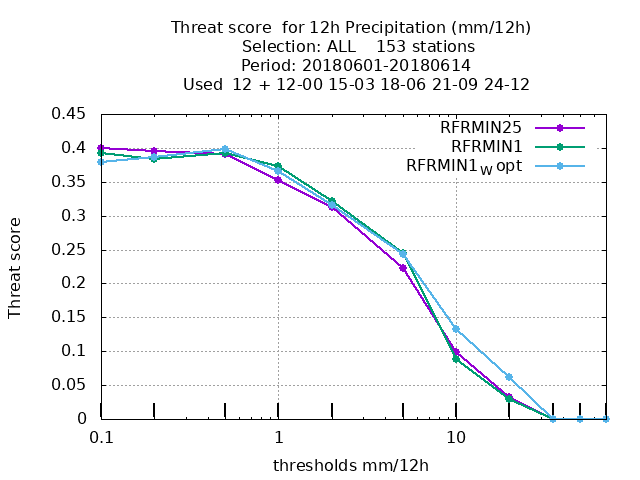 Threat score  for 12h Precipitation (mm/12h)
Selection: ALL    153 stations
Period: 20180601-20180614
Used  12 + 12-00 15-03 18-06 21-09 24-12
RFRMIN25
RFRMIN1
RFRMIN1W opt
Threat score
0.45
0.4
0.35
0.3
0.25
0.2
0.15
0.1
0.05
0
0.1 1 10
thresholds mm/12h